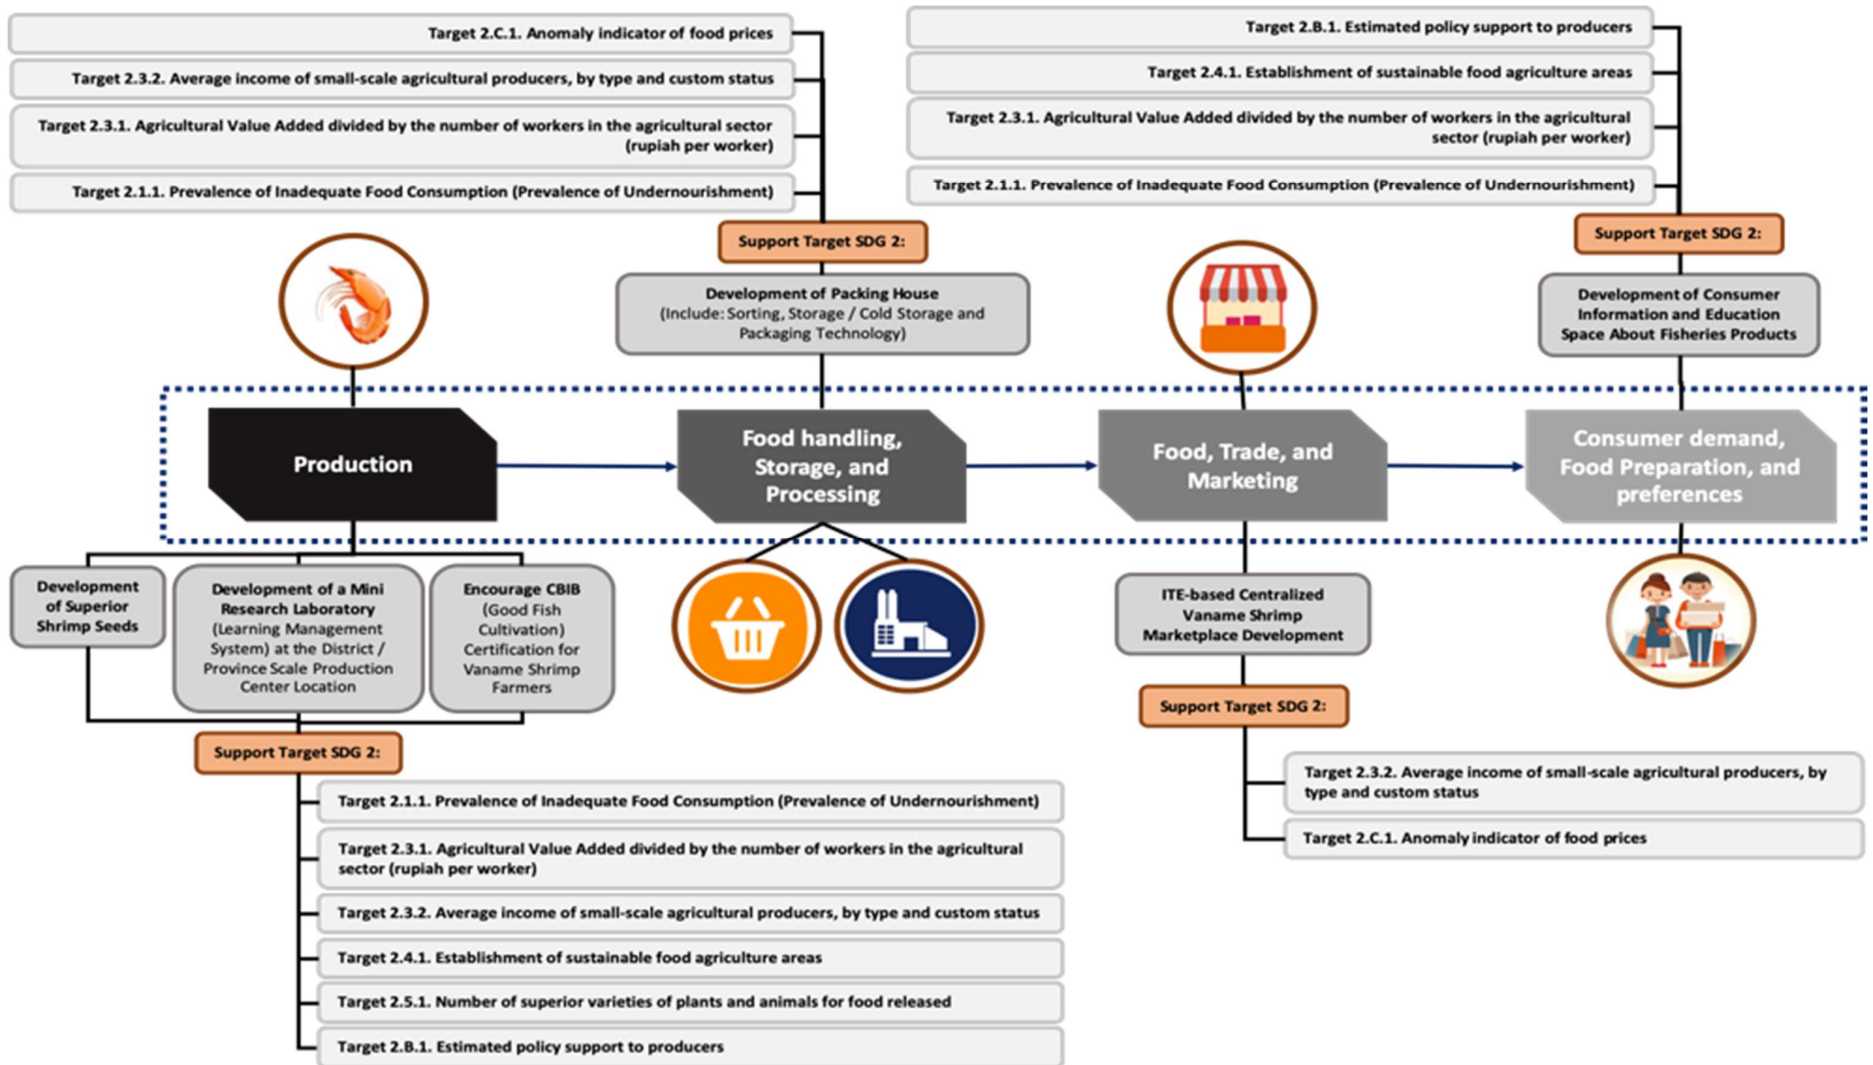 Target 2.C.1. Anomaly indicator of food prices
Target 2.3.2. Average income of small-scale agricultural producers, by type and custom status
Target 2.3.1. Agricultural Value Added divided by the number of workers in the agricultural sector
(rupiah per worker)
Target 2.1.1. Prevalence of Inadequate Food Consumption (Prevalence of Undernourishment)
Support Target SDG 2:
Development of Packing House
(Include: Sorting, Storage / Cold Storage and
Packaging Technology)
Target 2.B.1. Estimated policy support to producers
Target 2.4.1. Establishment of sustainable food agriculture areas
Target 2.3.1. Agricultural Value Added divided by the number of workers in the agricultural
sector (rupiah per worker)
Target 2.1.1. Prevalence of Inadequate Food Consumption (Prevalence of Undernourishment)
Support Target SDG 2:
Development of Consumer
Information and Education
Space About Fisheries Products
Production
Food handling,
Storage, and
Processing
Food, Trade, and
Marketing
Consumer demand,
Food Preparation, and
preferences
Development
of Superior
Shrimp Seeds
Development of a Mini
Research Laboratory
(Learning Management
System) at the District /
Province Scale Production
Center Location
Encourage CBIB
(Good Fish
Cultivation)
Certification for
Vaname Shrimp
Farmers
Support Target SDG 2:
Target 2.1.1. Prevalence of Inadequate Food Consumption (Prevalence of Undernourishment)
Target 2.3.1. Agricultural Value Added divided by the number of workers in the agricultural
sector (rupiah per worker)
Target 2.3.2. Average income of small-scale agricultural producers, by type and custom status
Target 2.4.1. Establishment of sustainable food agriculture areas
Target 2.5.1. Number of superior varieties of plants and animals for food released
Target 2.B.1. Estimated policy support to producers
ITE-based Centralized
Vaname Shrimp
Marketplace Development
Support Target SDG 2:
Target 2.3.2. Average income of small-scale agricultural producers, by
type and custom status
Target 2.C.1. Anomaly indicator of food prices